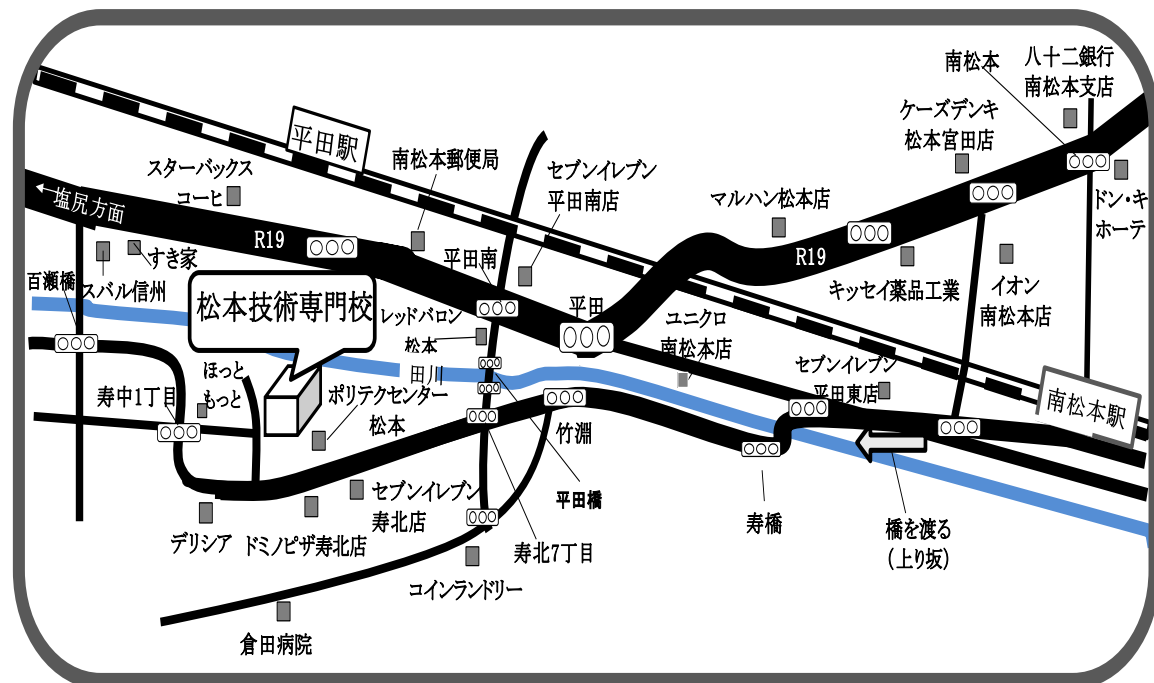 南松本
八十二銀行
南松本支店
ケーズデンキ
松本宮田店
平田駅
南松本郵便局
スターバックス
コーヒ
セブンイレブン
平田南店
マルハン松本店
ドン・キ
ホーテ
←塩尻方面
R19
R19
平田南
すき家
百瀬橋
スバル信州
キッセイ薬品工業
イオン
南松本店
松本技術専門校
レッドバロン
松本
平田
ユニクロ
南松本店
セブンイレブン
平田東店
田川
ほっと
もっと
寿中1丁目
ポリテクセンター
松本
南松本駅
竹淵
平田橋
セブンイレブン
寿北店
寿橋
橋を渡る
(上り坂)
デリシア
ドミノピザ寿北店
寿北7丁目
コインランドリー
倉田病院